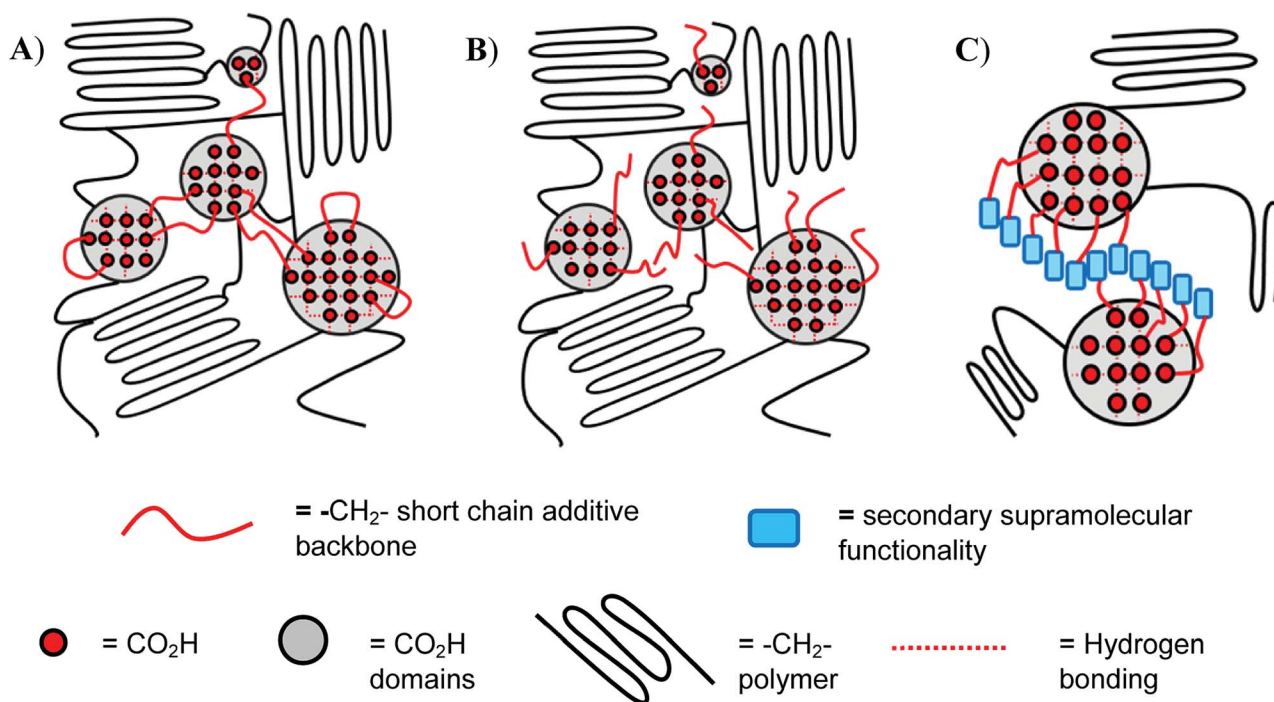 A)
B)
C)
= -CH₂- short chain additive
backbone
= secondary supramolecular
functionality
= CO₂H
= CO₂H
domains
= -CH₂-
polymer
= Hydrogen
bonding